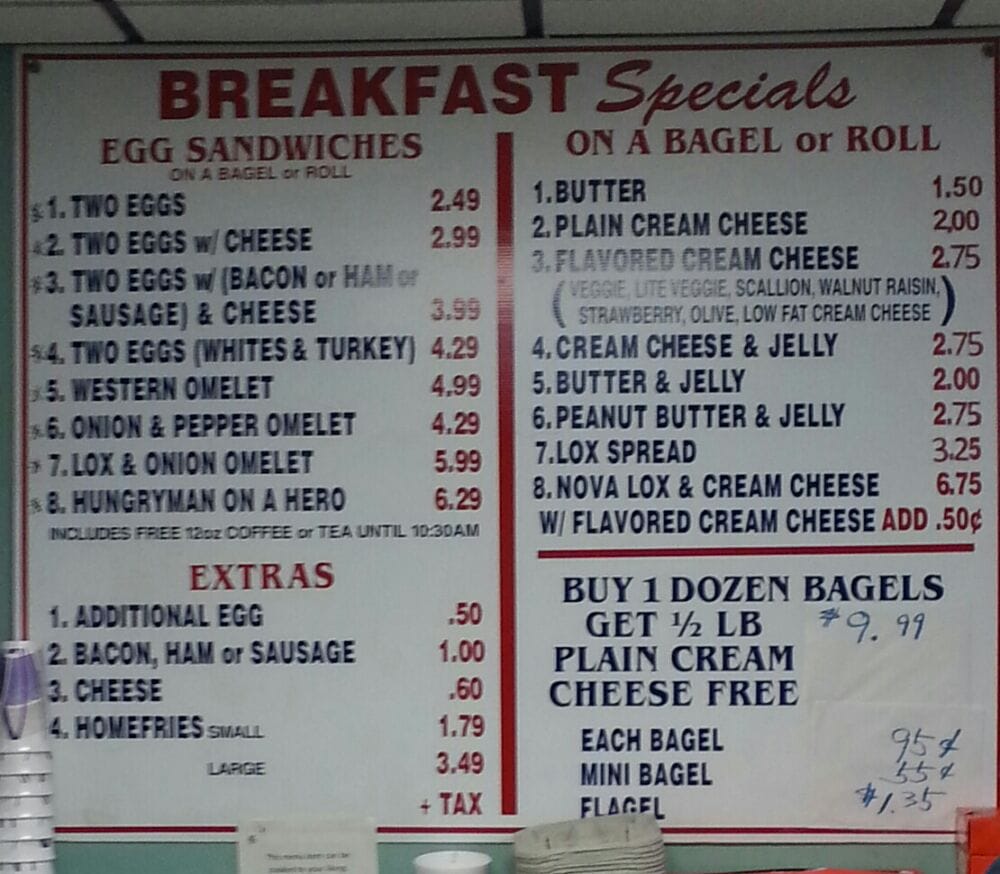 BREAKFAST Specials
EGG SANDWICHES
ON A BAGEL or ROLL
1. TWO EGGS 2.49
2. TWO EGGS w/ CHEESE 2.99
3. TWO EGGS w/ (BACON or HAM or
SAUSAGE) & CHEESE 3.99
4. TWO EGGS (WHITES & TURKEY) 4.29
5. WESTERN OMELET 4.99
6. ONION & PEPPER OMELET 4.29
7. LOX & ONION OMELET 5.99
8. HUNGRYMAN ON A HERO 6.29
INCLUDES FREE 12oz COFFEE or TEA UNTIL 10:30AM
EXTRAS
1. ADDITIONAL EGG .50
2. BACON, HAM or SAUSAGE 1.00
3. CHEESE .60
4. HOMEFRIES SMALL 1.79
LARGE 3.49
+ TAX
ON A BAGEL or ROLL
1. BUTTER 1.50
2. PLAIN CREAM CHEESE 2,00
3. FLAVORED CREAM CHEESE 2.75
(VEGGIE, LITE VEGGIE, SCALLION, WALNUT RAISIN,
STRAWBERRY, OLIVE, LOW FAT CREAM CHEESE)
4. CREAM CHEESE & JELLY 2.75
5. BUTTER & JELLY 2.00
6. PEANUT BUTTER & JELLY 2.75
7. LOX SPREAD 3.25
8. NOVA LOX & CREAM CHEESE 6.75
W/ FLAVORED CREAM CHEESE ADD .50¢
BUY 1 DOZEN BAGELS
GET ½ LB $9.99
PLAIN CREAM
CHEESE FREE
EACH BAGEL 95¢
MINI BAGEL 55¢
FLAGEL $1.35